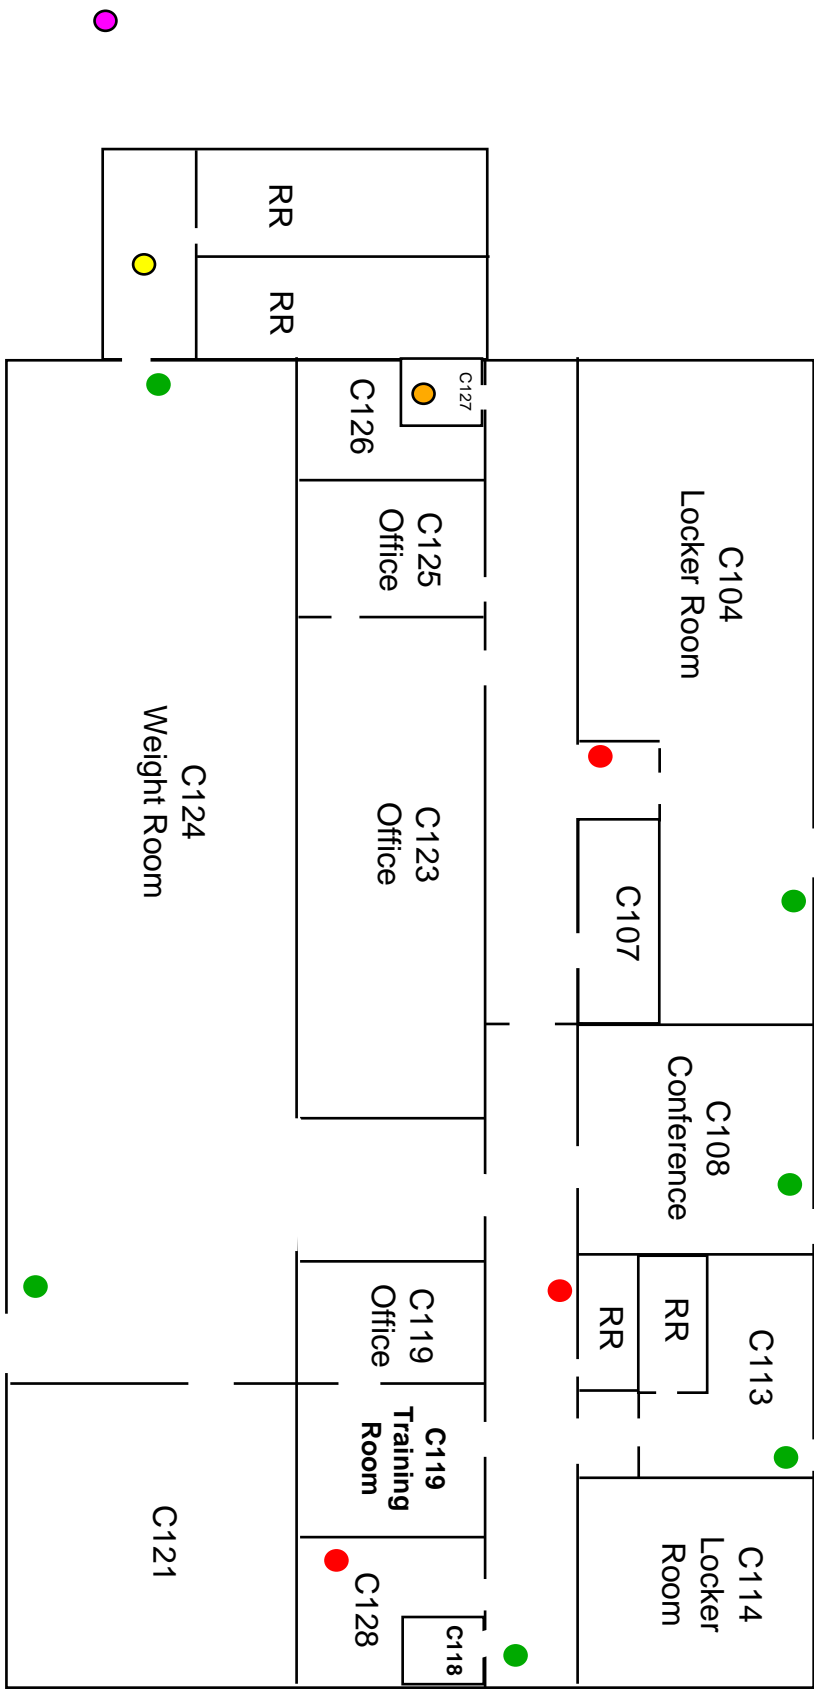 RR
RR
C127
C126
C125
Office
C104
Locker Room
C124
Weight Room
C123
Office
C107
C108
Conference
C119
Office
RR
RR
C113
C119
Training
Room
C121
C128
C118
C114
Locker
Room